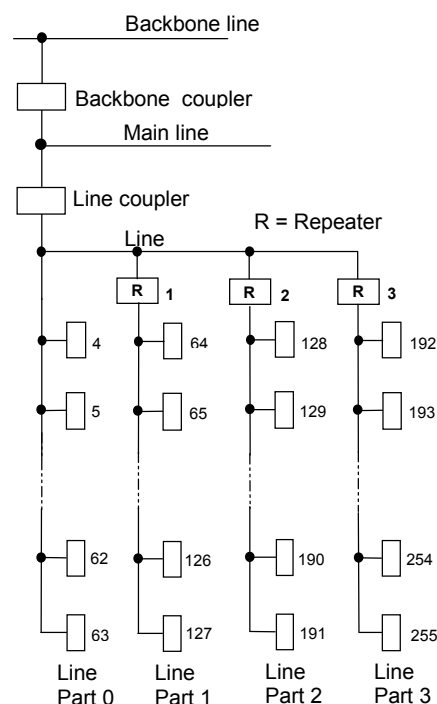 Backbone line
Backbone coupler
Main line
Line coupler
R = Repeater
Line
R 1 R 2 R 3
4 64 128 192
5 65 129 193
62 126 190 254
63 127 191 255
Line Line Line Line
Part 0 Part 1 Part 2 Part 3